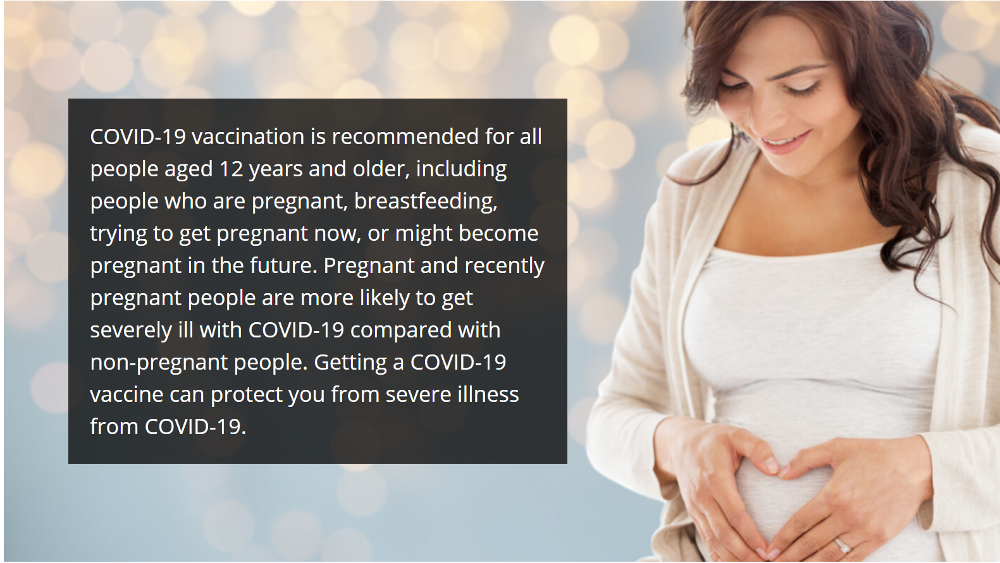 COVID-19 vaccination is recommended for all
people aged 12 years and older, including
people who are pregnant, breastfeeding,
trying to get pregnant now, or might become
pregnant in the future. Pregnant and recently
pregnant people are more likely to get
severely ill with COVID-19 compared with
non-pregnant people. Getting a COVID-19
vaccine can protect you from severe illness
from COVID-19.